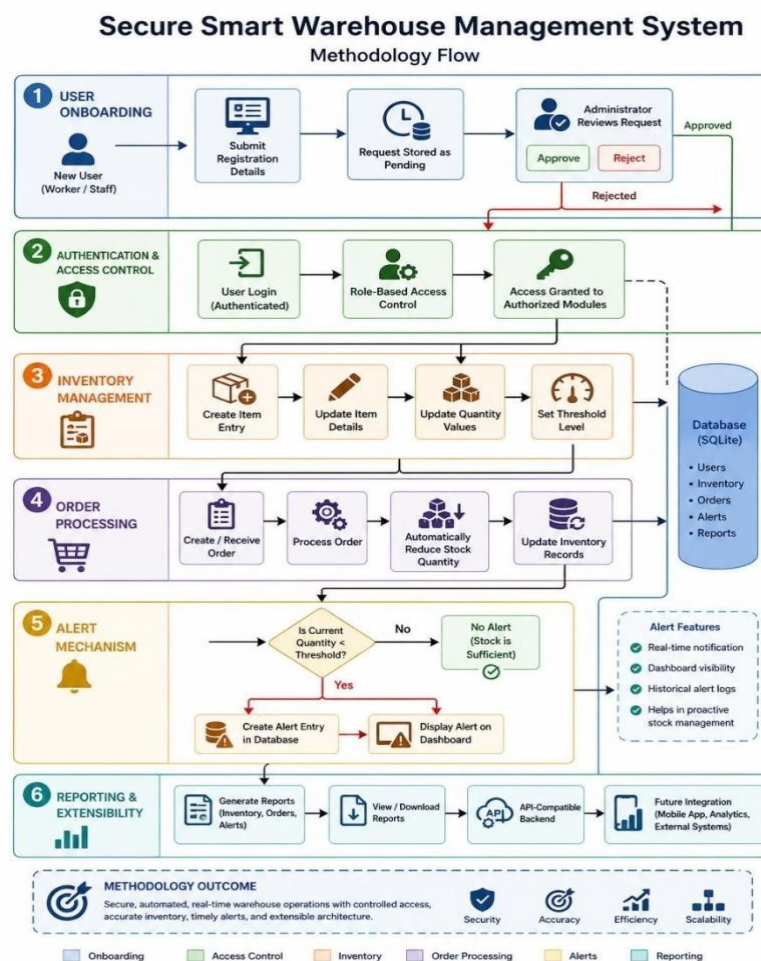 Secure Smart Warehouse Management System
Methodology Flow
1 USER
ONBOARDING
New User
(Worker / Staff)
Submit
Registration
Details
Request Stored as
Pending
Administrator
Reviews Request
Approve
Reject
Approved
Rejected
2 AUTHENTICATION &
ACCESS CONTROL
User Login
(Authenticated)
Role-Based Access
Control
Access Granted to
Authorized Modules
3 INVENTORY
MANAGEMENT
Create Item
Entry
Update Item
Details
Update Quantity
Values
Set Threshold
Level
Database
(SQLite)
• Users
• Inventory
• Orders
• Alerts
• Reports
4 ORDER
PROCESSING
Create / Receive
Order
Process Order
Automatically
Reduce Stock
Quantity
Update Inventory
Records
5 ALERT
MECHANISM
Is Current
Quantity <
Threshold?
No
No Alert
(Stock is
Sufficient)
Yes
Create Alert Entry
in Database
Display Alert on
Dashboard
Alert Features
Real-time notification
Dashboard visibility
Historical alert logs
Helps in proactive
stock management
6 REPORTING &
EXTENSIBILITY
Generate Reports
(Inventory, Orders,
Alerts)
View / Download
Reports
API
API-Compatible
Backend
Future Integration
(Mobile App, Analytics,
External Systems)
METHODOLOGY OUTCOME
Secure, automated, real-time warehouse operations with controlled access,
accurate inventory, timely alerts, and extensible architecture.
Security
Accuracy
Efficiency
Scalability
Onboarding
Access Control
Inventory
Order Processing
Alerts
Reporting